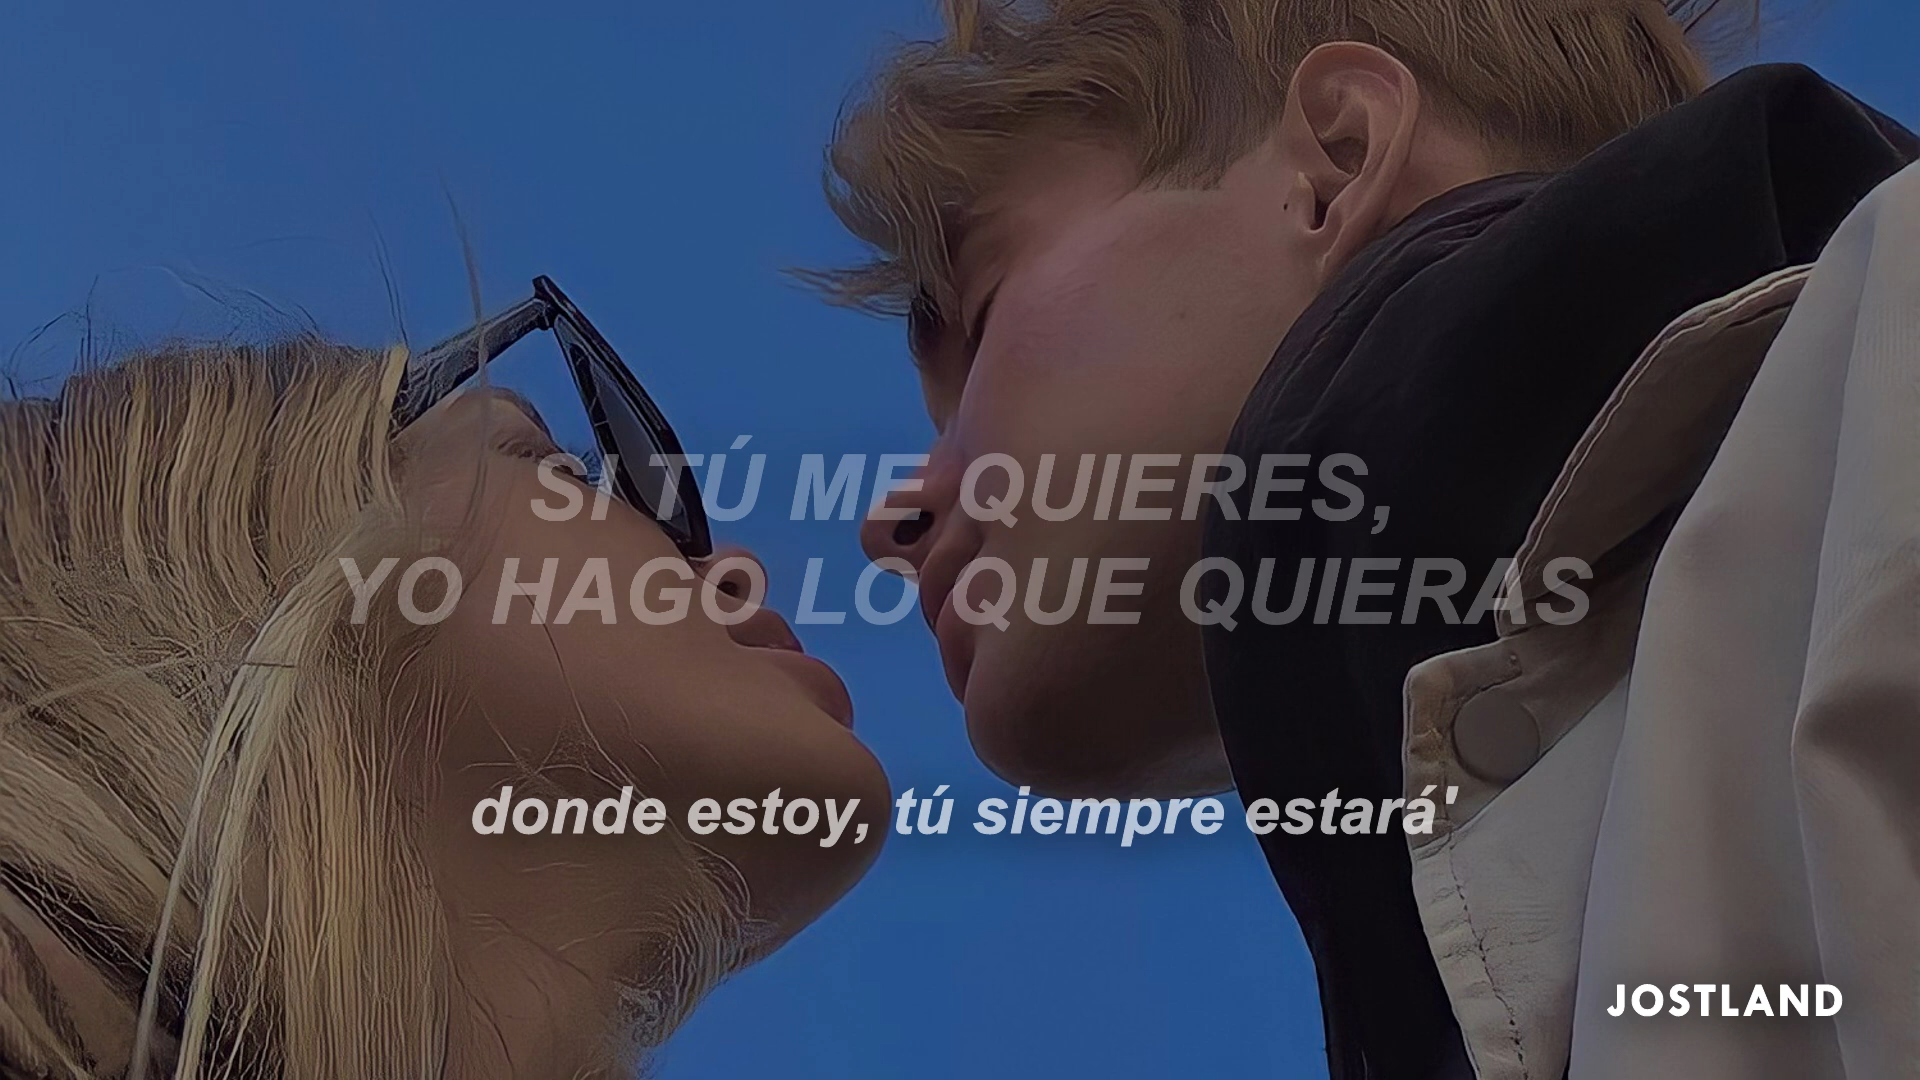 SI TÚ ME QUIERES,
YO HAGO LO QUE QUIERAS
donde estoy, tú siempre estará'
JOSTLAND